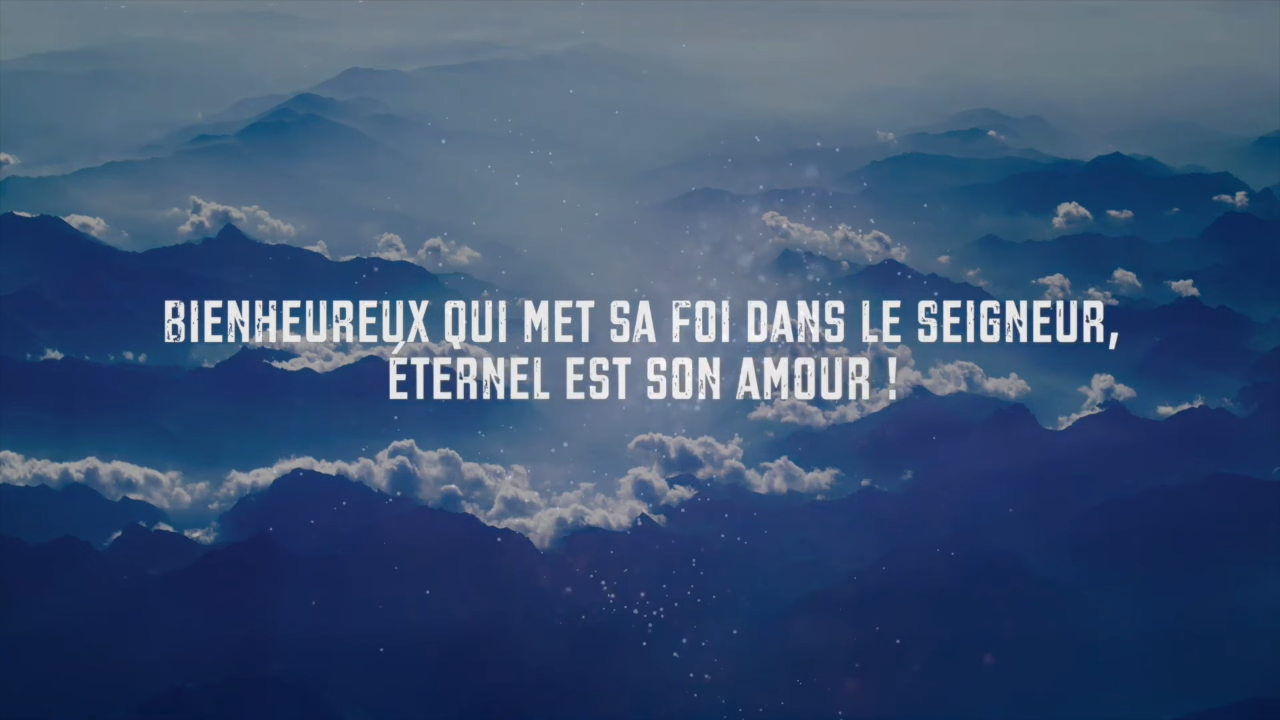 BIENHEUREUX QUI MET SA FOI DANS LE SEIGNEUR,
ÉTERNEL EST SON AMOUR !